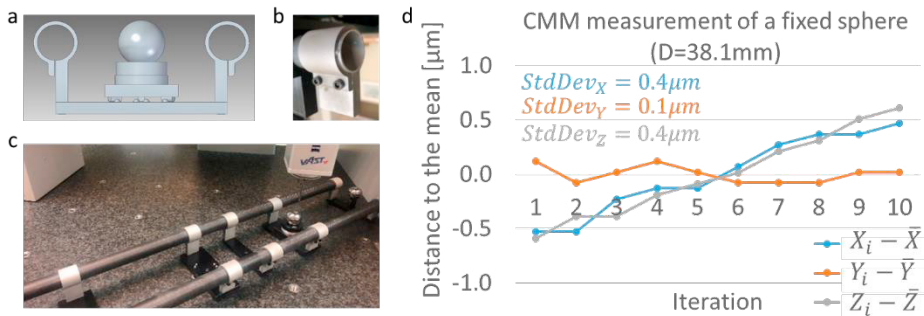 a
b
c
VAST
d
CMM measurement of a fixed sphere
(D=38.1mm)
Distance to the mean [µm]
1.0
0.5
0.0
-0.5
-1.0
StdDev_X = 0.4µm
StdDev_Y = 0.1µm
StdDev_Z = 0.4µm
1 2 3 4 5 6 7 8 9 10
Iteration
X_i − X̄
Y_i − Ȳ
Z_i − Z̄